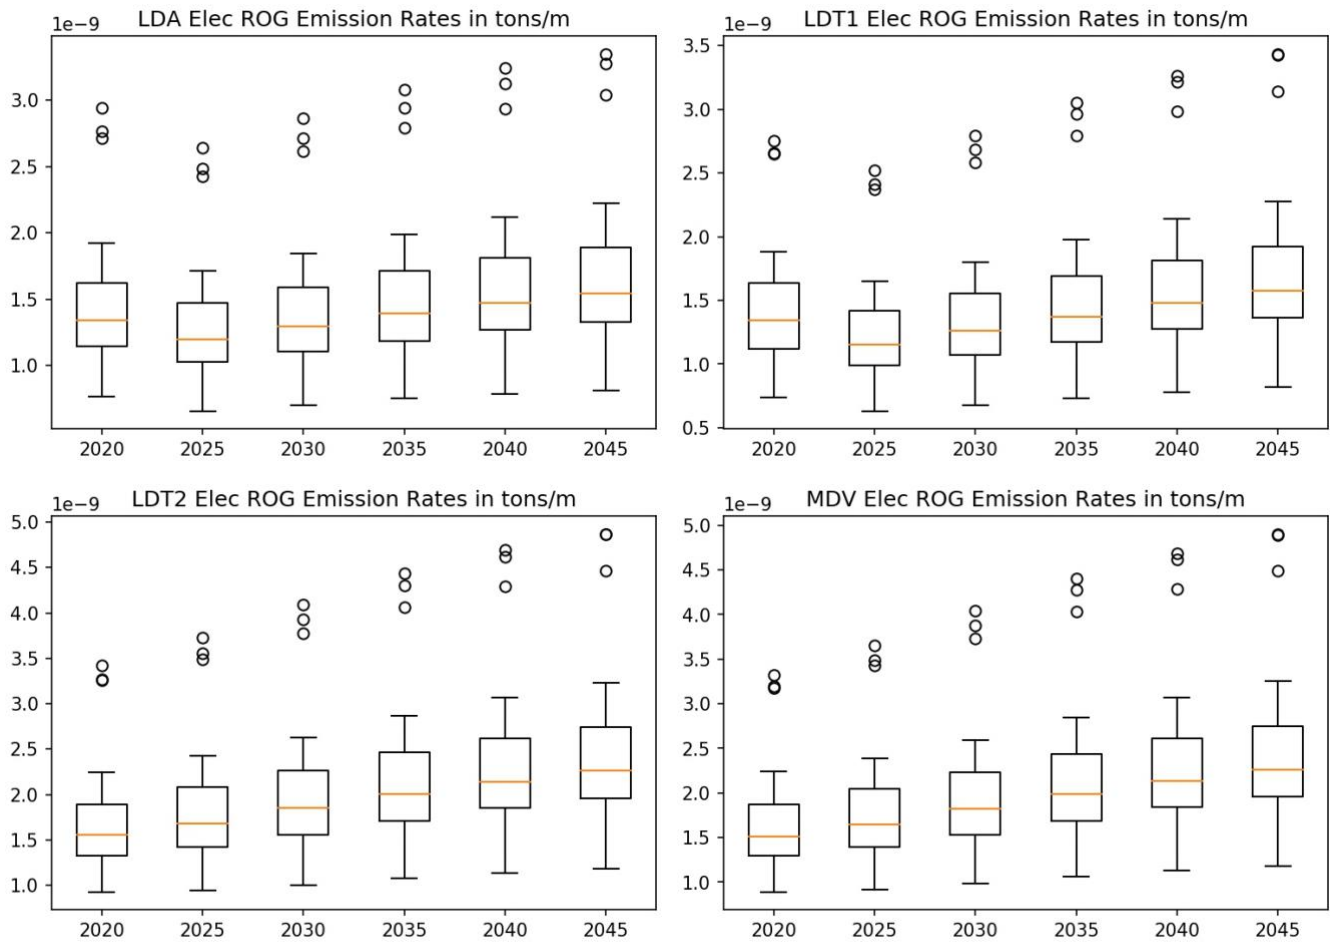 LDA Elec ROG Emission Rates in tons/m
1e−9
3.0
2.5
2.0
1.5
1.0
2020 2025 2030 2035 2040 2045
LDT1 Elec ROG Emission Rates in tons/m
1e−9
3.5
3.0
2.5
2.0
1.5
1.0
0.5
2020 2025 2030 2035 2040 2045
LDT2 Elec ROG Emission Rates in tons/m
1e−9
5.0
4.5
4.0
3.5
3.0
2.5
2.0
1.5
1.0
2020 2025 2030 2035 2040 2045
MDV Elec ROG Emission Rates in tons/m
1e−9
5.0
4.5
4.0
3.5
3.0
2.5
2.0
1.5
1.0
2020 2025 2030 2035 2040 2045